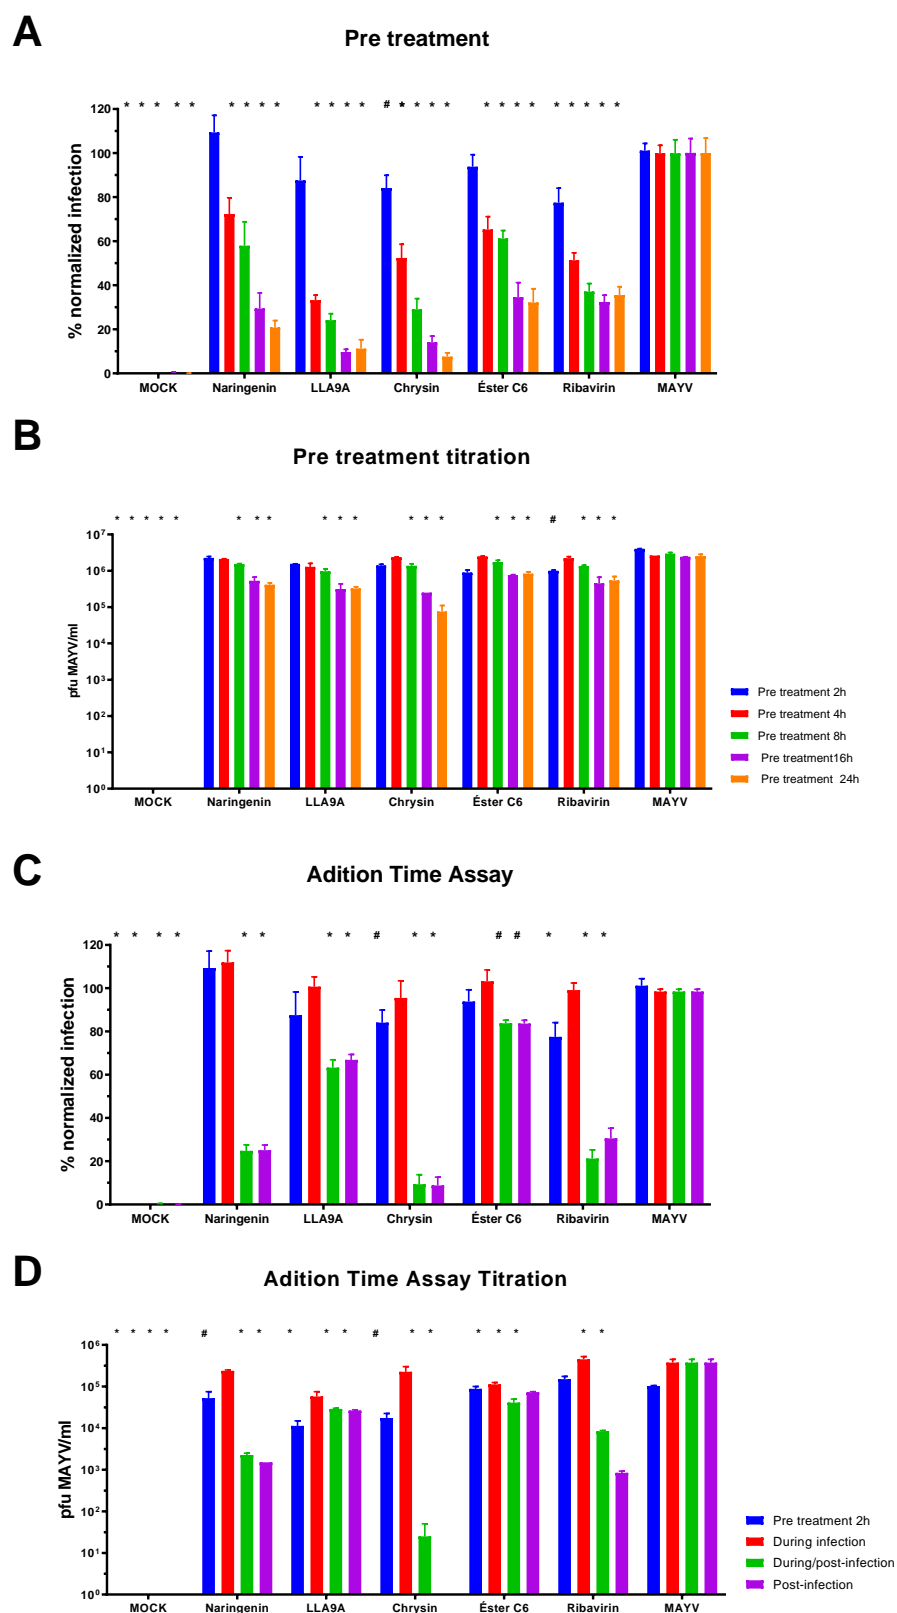 A
Pre treatment
* * * * * * * * * * * * * # * * * * * * * * * * * * *
% normalized infection
120
100
80
60
40
20
0
MOCK Naringenin LLA9A Chrysin Éster C6 Ribavirin MAYV
B
Pre treatment titration
* * * * * * * * * * * * * * * * * # * * *
pfu MAYV/ml
10⁷
10⁶
10⁵
10⁴
10³
10²
10¹
10⁰
MOCK Naringenin LLA9A Chrysin Éster C6 Ribavirin MAYV
Pre treatment 2h
Pre treatment 4h
Pre treatment 8h
Pre treatment16h
Pre treatment 24h
C
Adition Time Assay
* * * * * * * * # * * # # * * *
% normalized infection
120
100
80
60
40
20
0
MOCK Naringenin LLA9A Chrysin Éster C6 Ribavirin MAYV
D
Adition Time Assay Titration
* * * * # * * * * * # * * * * * * *
pfu MAYV/ml
10⁶
10⁵
10⁴
10³
10²
10¹
10⁰
MOCK Naringenin LLA9A Chrysin Éster C6 Ribavirin MAYV
Pre treatment 2h
During infection
During/post-infection
Post-infection